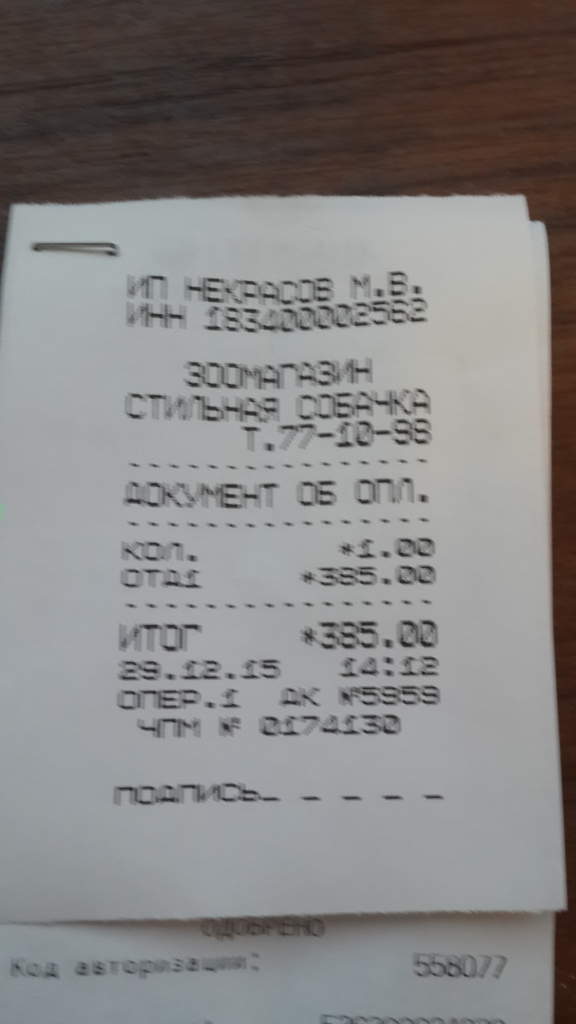 ИП НЕКРАСОВ М.В.
ИНН 183400002562
ЗООМАГАЗИН
СТИЛЬНАЯ СОБАЧКА
Т.77-10-98
ДОКУМЕНТ ОБ ОПЛ.
КОЛ. *1.00
ОТД1 *385.00
ИТОГ *385.00
29.12.15 14:12
ОПЕР.1 ДК №5959
ЧПМ № 0174130
ПОДПИСЬ_ _ _ _ _
ОДОБРЕНО
Код авторизации: 558077